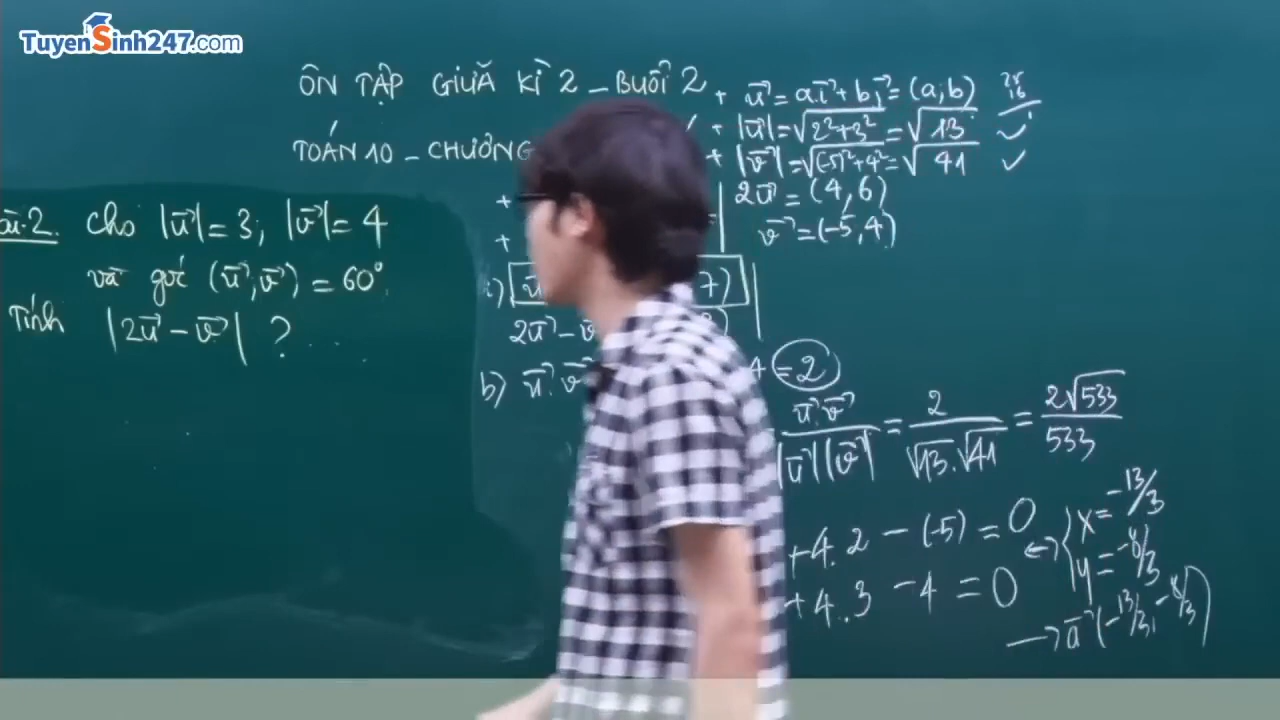 TuyenSinh247.com
ÔN TẬP GIỮA KÌ 2 - BUỔI 2
TOÁN 10 - CHƯƠNG
Cho |u⃗| = 3; |v⃗| = 4
và góc (u⃗, v⃗) = 60°
Tính |2u⃗ - v⃗| ?
+ u⃗ = a.i⃗ + b.j⃗ = (a, b)
+ |u⃗| = √(2² + 3²) = √13 ✓
+ |v⃗| = √((-5)² + 4²) = √41 ✓
2u⃗ = (4, 6)
v⃗ = (-5, 4)
+
+
7)
2u⃗ - v⃗
b) u⃗.v⃗
4 = 2
u⃗.v⃗ / |u⃗||v⃗| = 2 / √13.√41 = 2√533 / 533
+ 4.2 - (-5) = 0
+ 4.3 - 4 = 0
↔ { x = -13/3
y = -8/3
→ a⃗ (-13/3, -8/3)